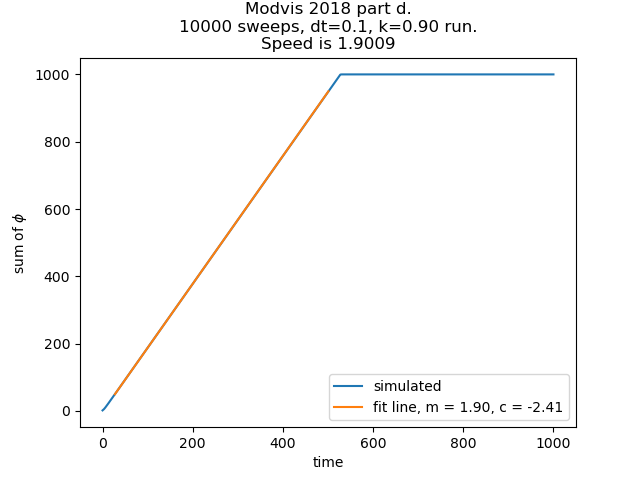 Modvis 2018 part d.
10000 sweeps, dt=0.1, k=0.90 run.
Speed is 1.9009
1000
800
600
400
200
0
sum of ϕ
simulated
fit line, m = 1.90, c = -2.41
0 200 400 600 800 1000
time